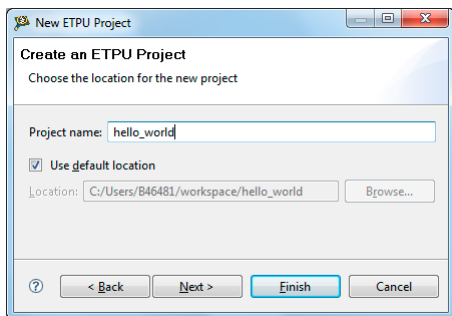 New ETPU Project
Create an ETPU Project
Choose the location for the new project
Project name: hello_world
Use default location
Location: C:/Users/B46481/workspace/hello_world Browse...
? < Back Next > Finish Cancel